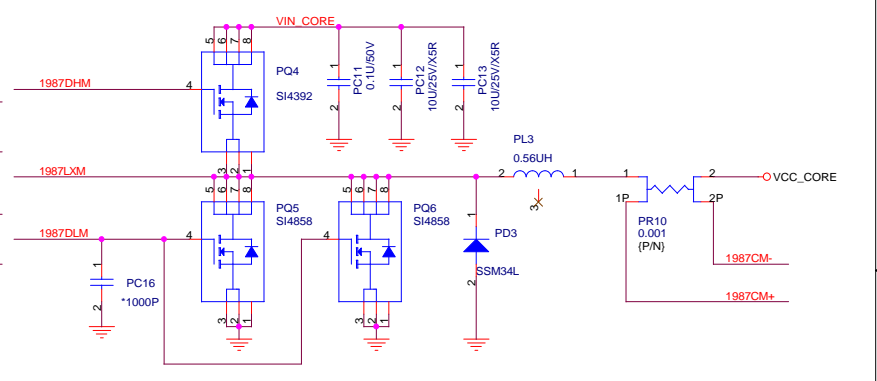 VIN_CORE
5 6 7 8
PQ4
SI4392
4
3 2 1
1987DHM
1
PC11
0.1U/50V
2
1
PC12
10U/25V/X5R
2
1
PC13
10U/25V/X5R
2
1987LXM
PL3
0.56UH
2
1
3
1
2
VCC_CORE
1P
2P
PR10
0.001
{P/N}
1987CM-
1987CM+
5 6 7 8
PQ5
SI4858
4
3 2 1
5 6 7 8
PQ6
SI4858
4
3 2 1
1
PD3
SSM34L
2
1987DLM
1
PC16
*1000P
2